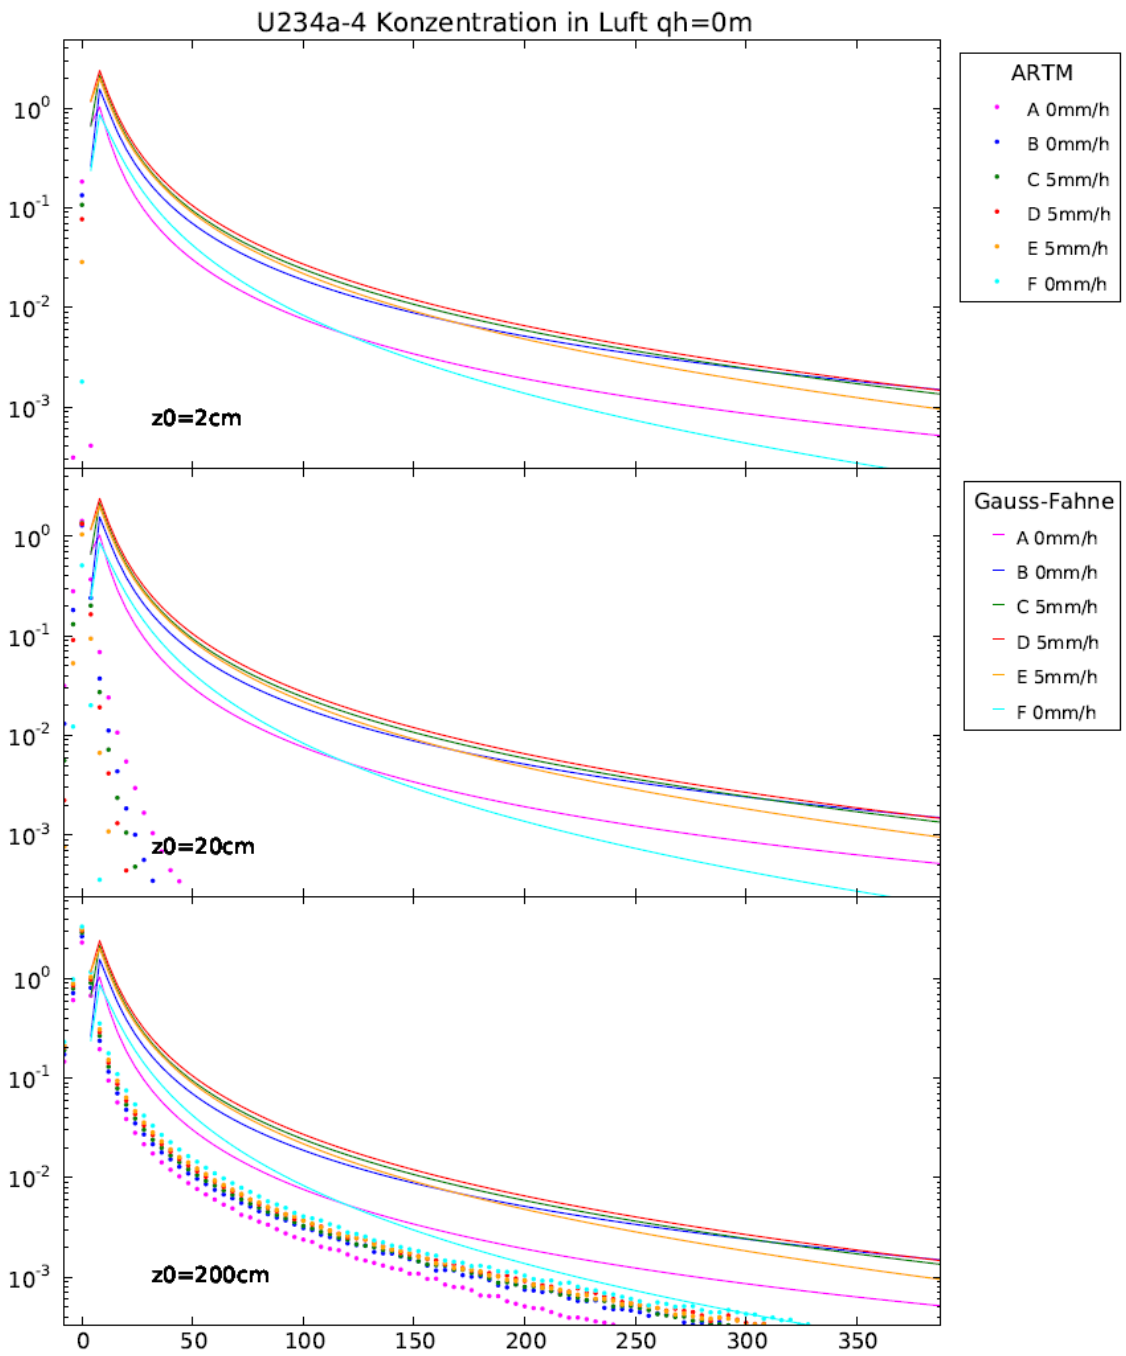 U234a-4 Konzentration in Luft qh=0m
10^0
10^-1
10^-2
10^-3
z0=2cm
ARTM
A 0mm/h
B 0mm/h
C 5mm/h
D 5mm/h
E 5mm/h
F 0mm/h
10^0
10^-1
10^-2
10^-3
z0=20cm
Gauss-Fahne
A 0mm/h
B 0mm/h
C 5mm/h
D 5mm/h
E 5mm/h
F 0mm/h
10^0
10^-1
10^-2
10^-3
z0=200cm
0 50 100 150 200 250 300 350